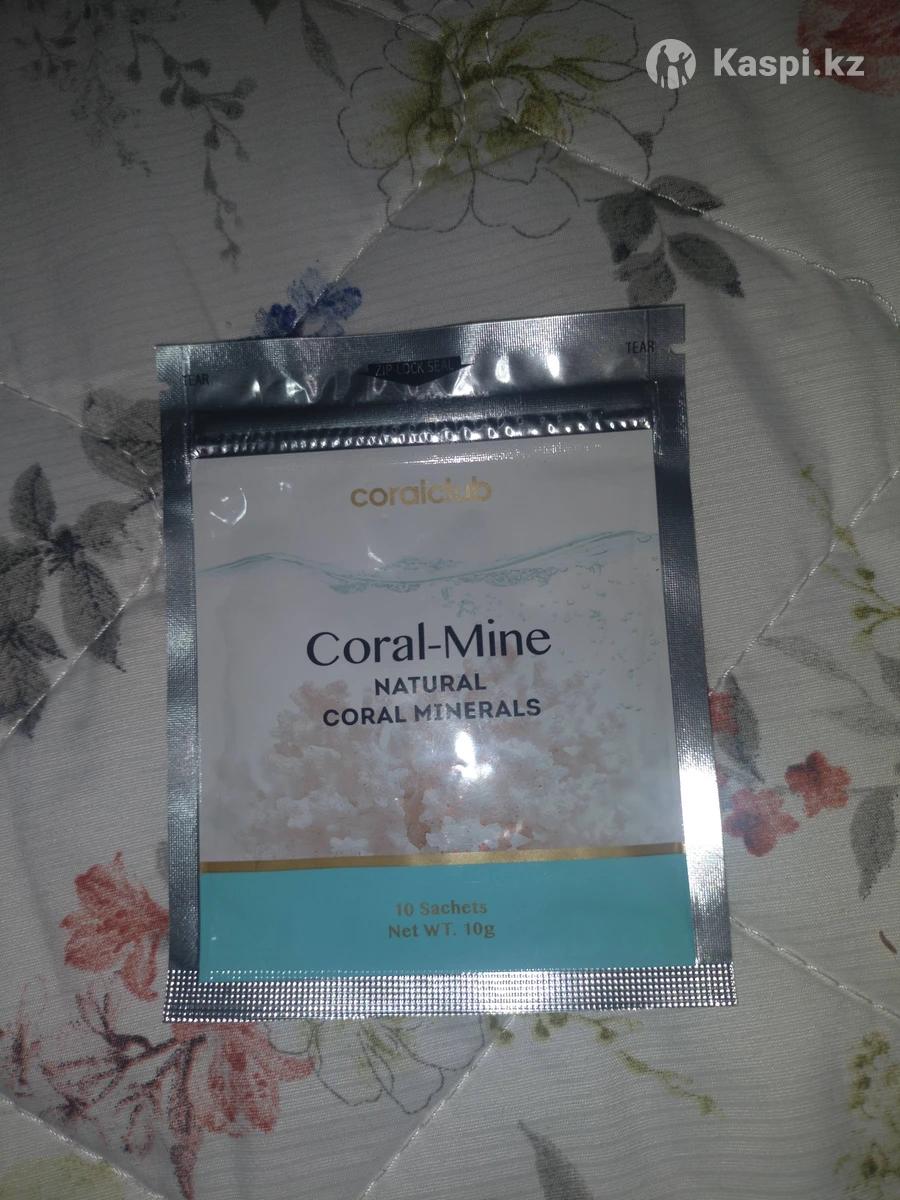 Kaspi.kz
TEAR
ZIP LOCK SEAL
TEAR
coralclub
Coral-Mine
NATURAL
CORAL MINERALS
10 Sachets
Net WT. 10g